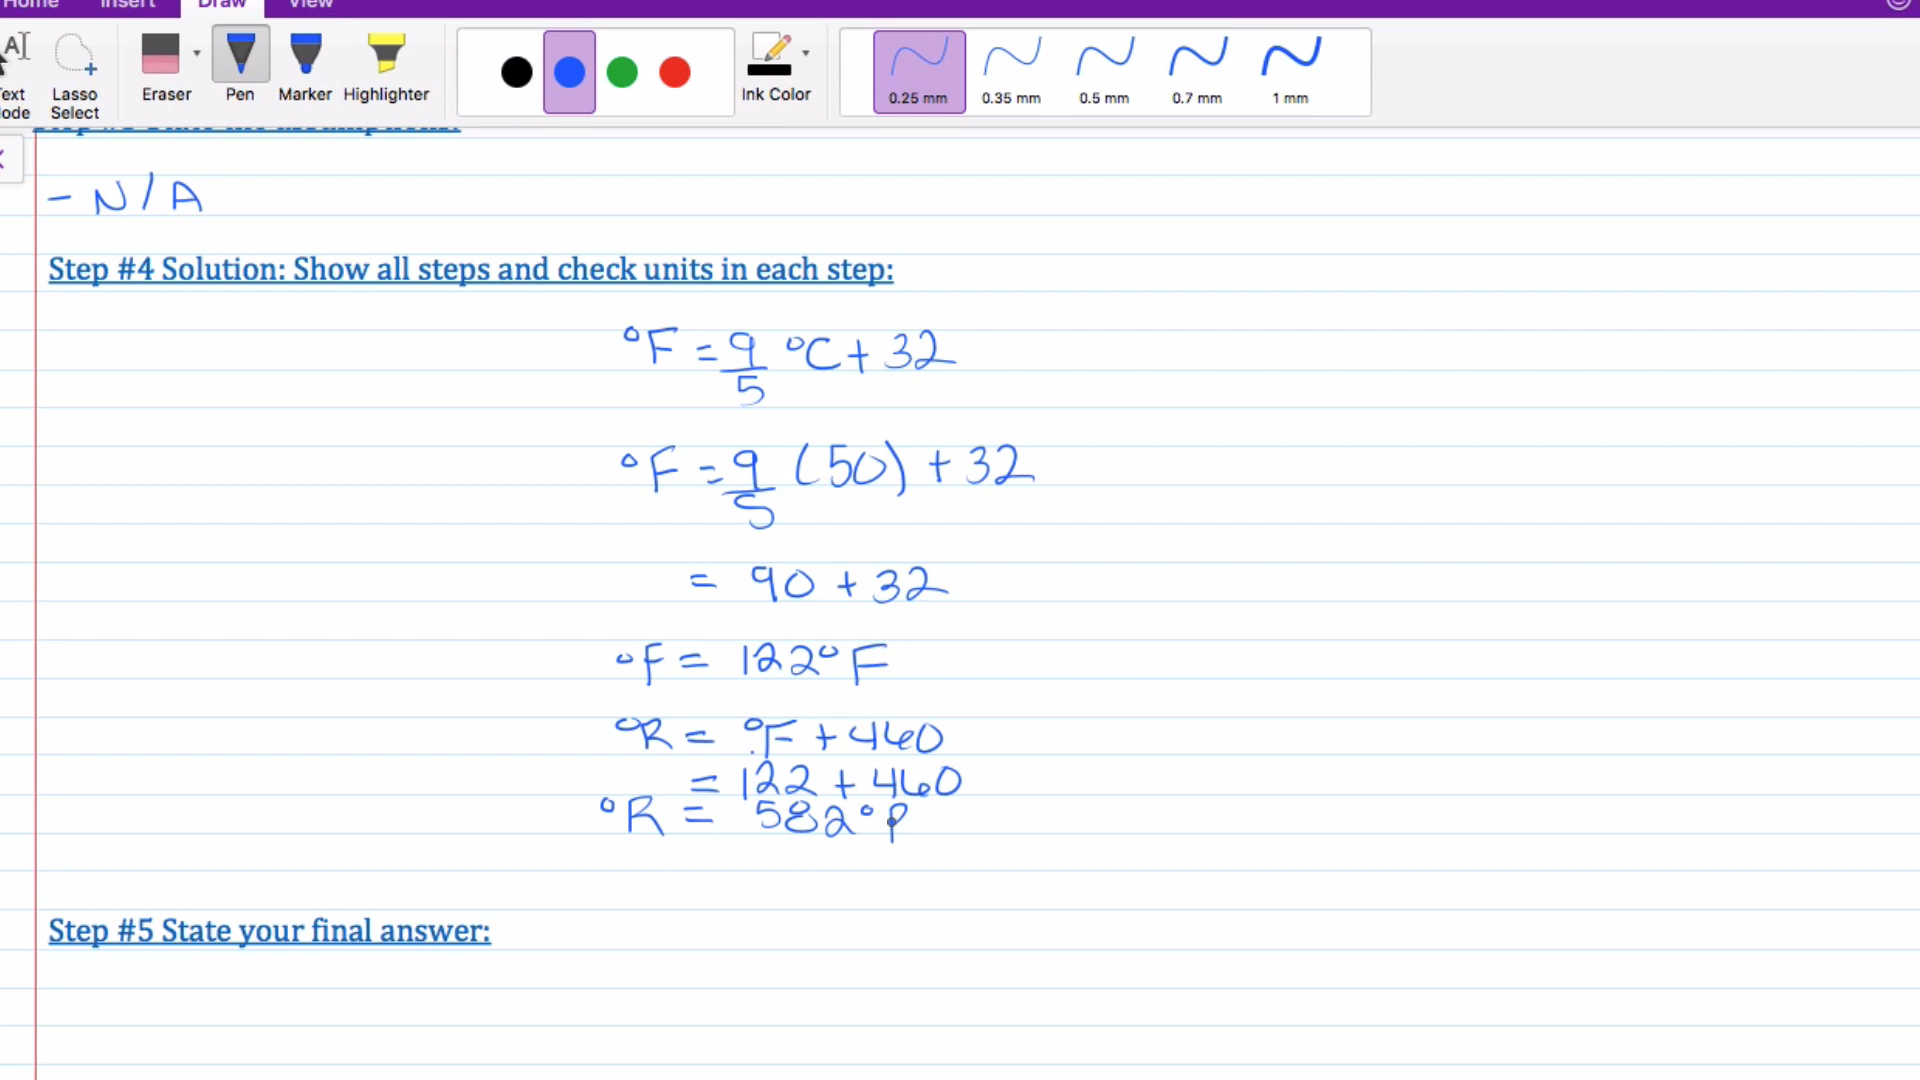 Home Insert Draw View
Text Mode
Lasso Select
Eraser
Pen
Marker
Highlighter
Ink Color
0.25 mm
0.35 mm
0.5 mm
0.7 mm
1 mm
- N/A
Step #4 Solution: Show all steps and check units in each step:
°F = 9/5 °C + 32
°F = 9/5 (50) + 32
= 90 + 32
°F = 122°F
°R = °F + 460
= 122 + 460
°R = 582°
Step #5 State your final answer: